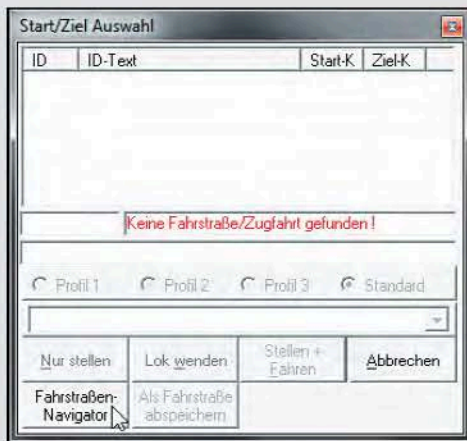 Start/Ziel Auswahl
ID ID-Text Start-K Ziel-K
Keine Fahrstraße/Zugfahrt gefunden !
Profil 1 Profil 2 Profil 3 Standard
Nur stellen Lok wenden Stellen + Fahren Abbrechen
Fahrstraßen-Navigator Als Fahrstraße abspeichern